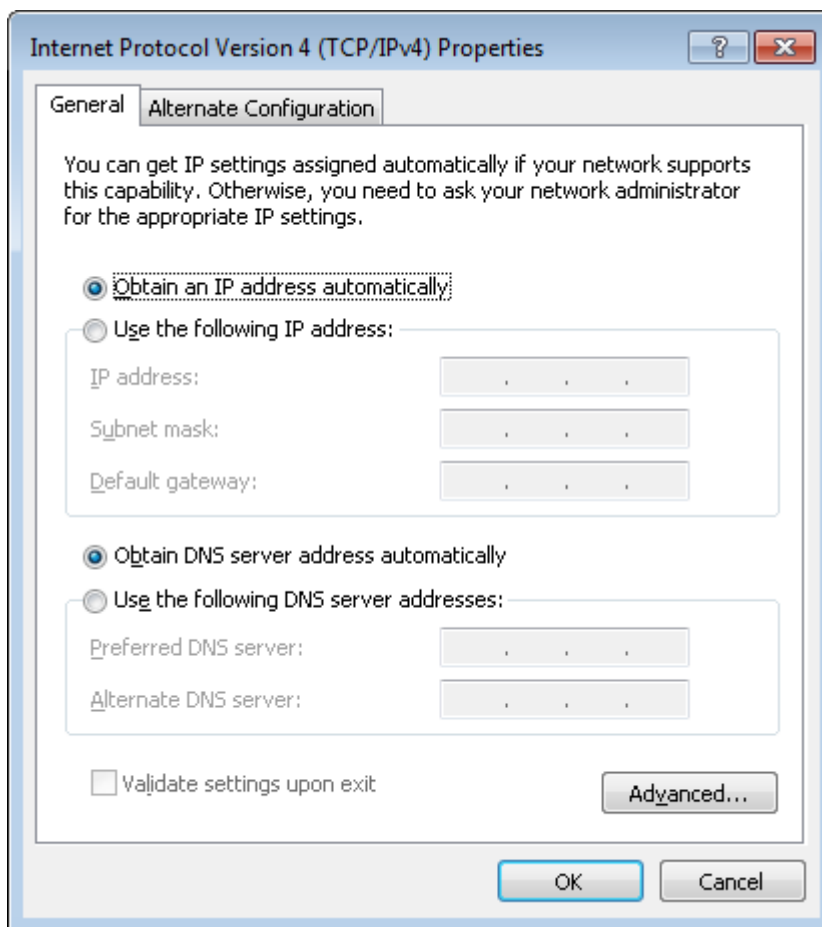 Internet Protocol Version 4 (TCP/IPv4) Properties
General
Alternate Configuration
You can get IP settings assigned automatically if your network supports
this capability. Otherwise, you need to ask your network administrator
for the appropriate IP settings.
Obtain an IP address automatically
Use the following IP address:
IP address:
Subnet mask:
Default gateway:
Obtain DNS server address automatically
Use the following DNS server addresses:
Preferred DNS server:
Alternate DNS server:
Validate settings upon exit
Advanced...
OK
Cancel